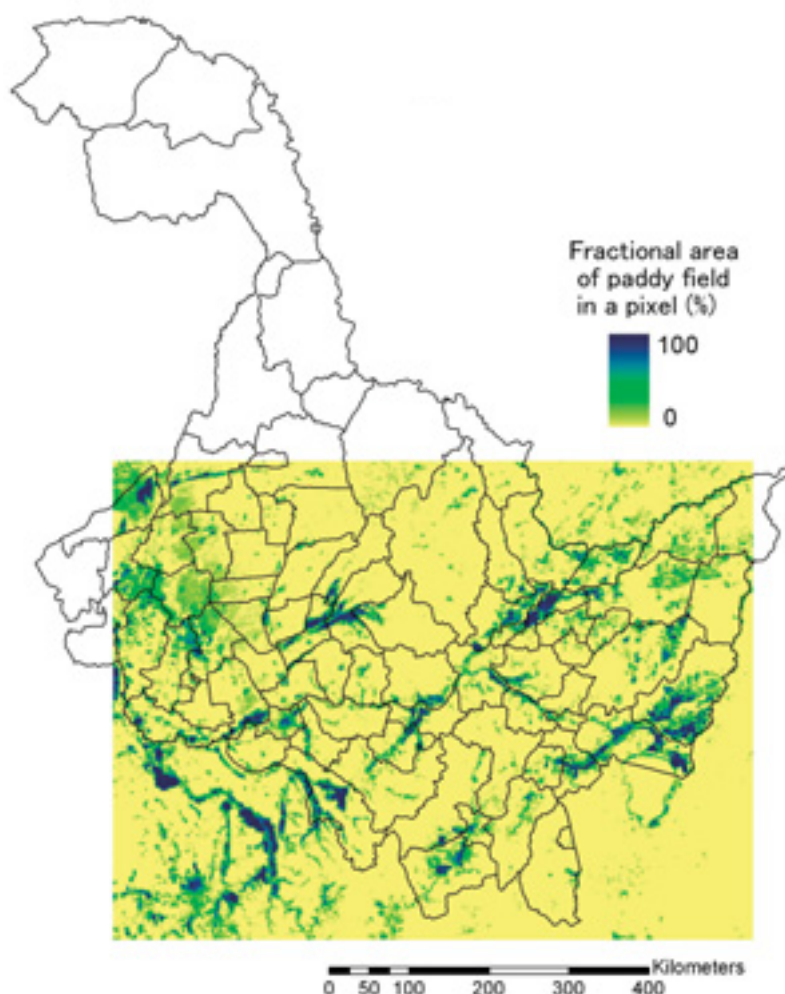 Fractional area
of paddy field
in a pixel (%)
100
0
Kilometers
0 50 100 200 300 400